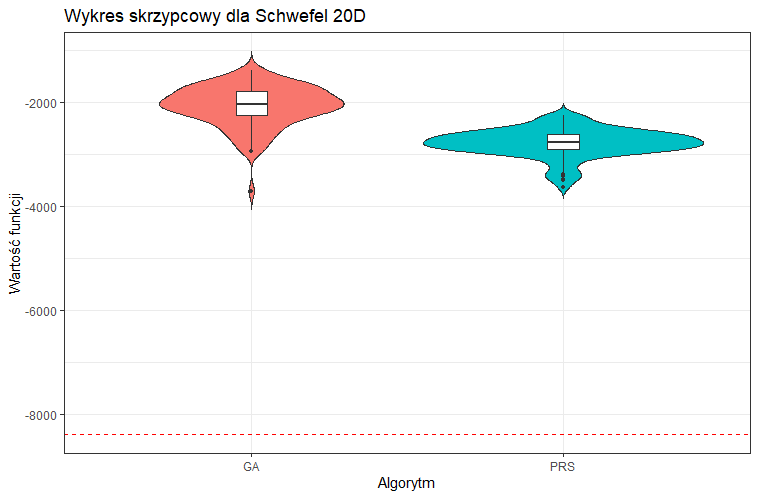 Wykres skrzypcowy dla Schwefel 20D
Wartość funkcji
-2000
-4000
-6000
-8000
GA
PRS
Algorytm